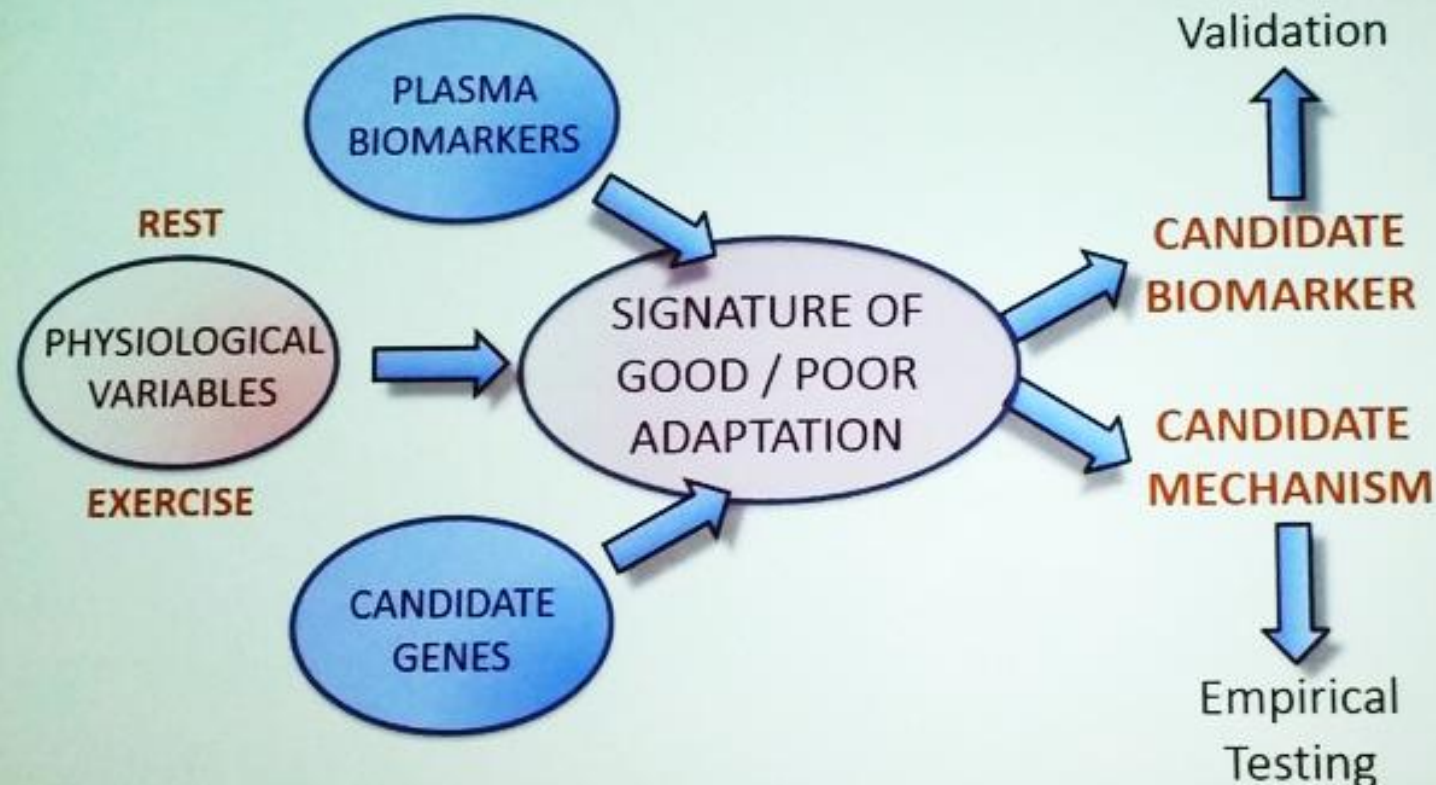 PLASMA
BIOMARKERS
REST
PHYSIOLOGICAL
VARIABLES
EXERCISE
CANDIDATE
GENES
SIGNATURE OF
GOOD / POOR
ADAPTATION
Validation
CANDIDATE
BIOMARKER
CANDIDATE
MECHANISM
Empirical
Testing